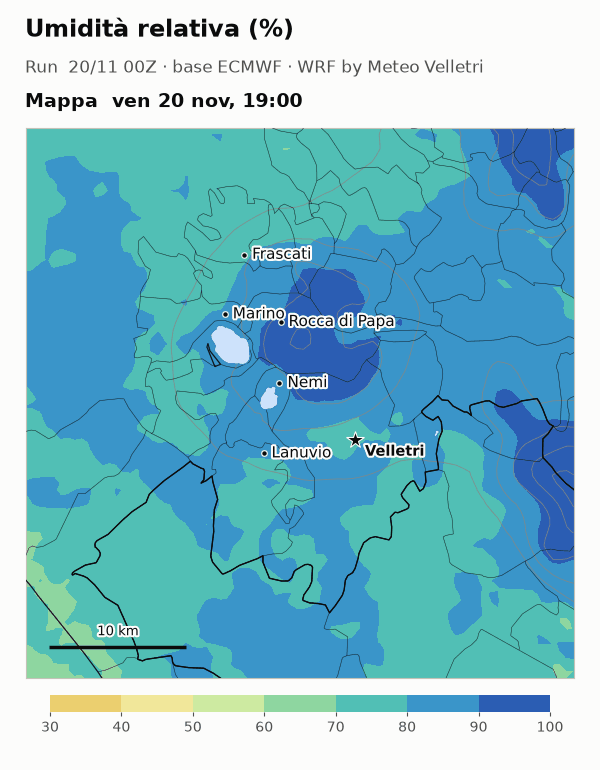 Umidità relativa (%)
Run 20/11 00Z · base ECMWF · WRF by Meteo Velletri
Mappa ven 20 nov, 19:00
Frascati
Marino
Rocca di Papa
Nemi
Velletri
Lanuvio
10 km
30 40 50 60 70 80 90 100